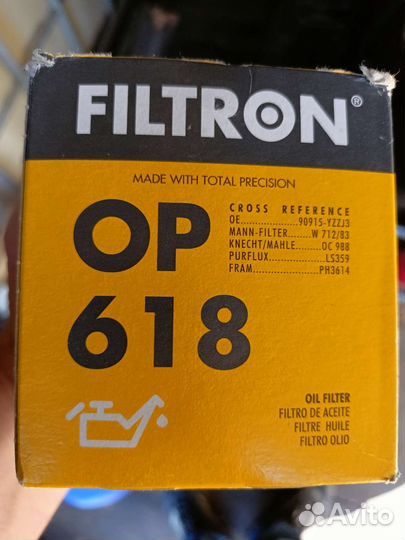 FILTRON®
MADE WITH TOTAL PRECISION
OP
618
CROSS REFERENCE
OE....................90915-YZZJ3
MANN-FILTER........W 712/83
KNECHT/MAHLE........OC 988
PURFLUX...................LS359
FRAM....................PH3614
OIL FILTER
FILTRO DE ACEITE
FILTRE HUILE
FILTRO OLIO
Avito